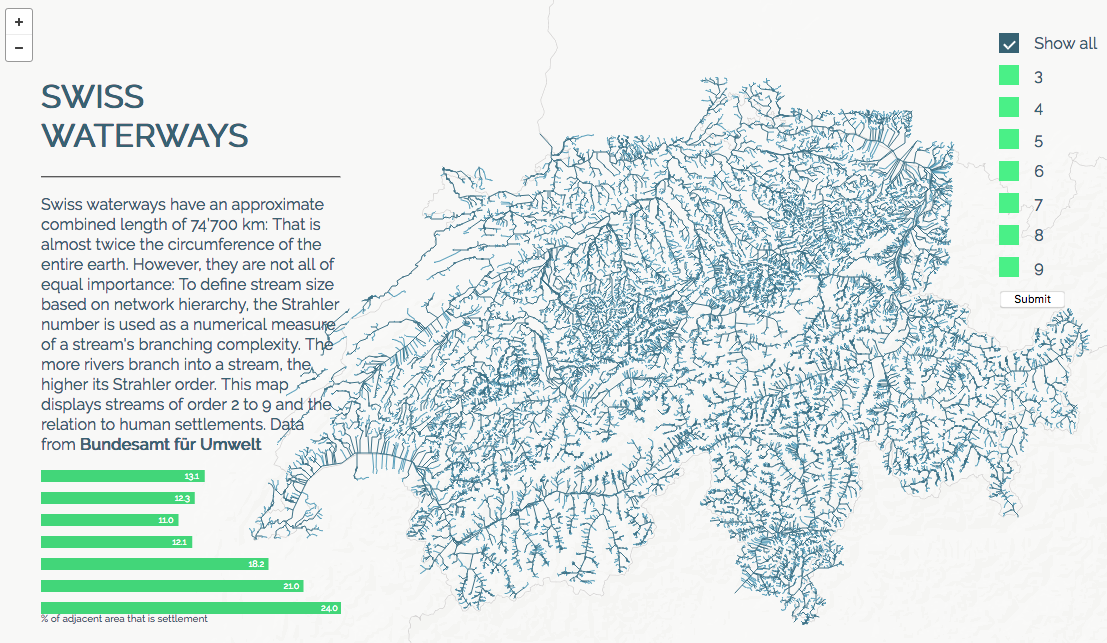 +
−
SWISS
WATERWAYS
Swiss waterways have an approximate
combined length of 74'700 km: That is
almost twice the circumference of the
entire earth. However, they are not all of
equal importance: To define stream size
based on network hierarchy, the Strahler
number is used as a numerical measure
of a stream's branching complexity. The
more rivers branch into a stream, the
higher its Strahler order. This map
displays streams of order 2 to 9 and the
relation to human settlements. Data
from Bundesamt für Umwelt
13.1
12.3
11.0
12.1
18.2
21.0
24.0
% of adjacent area that is settlement
Show all
3
4
5
6
7
8
9
Submit